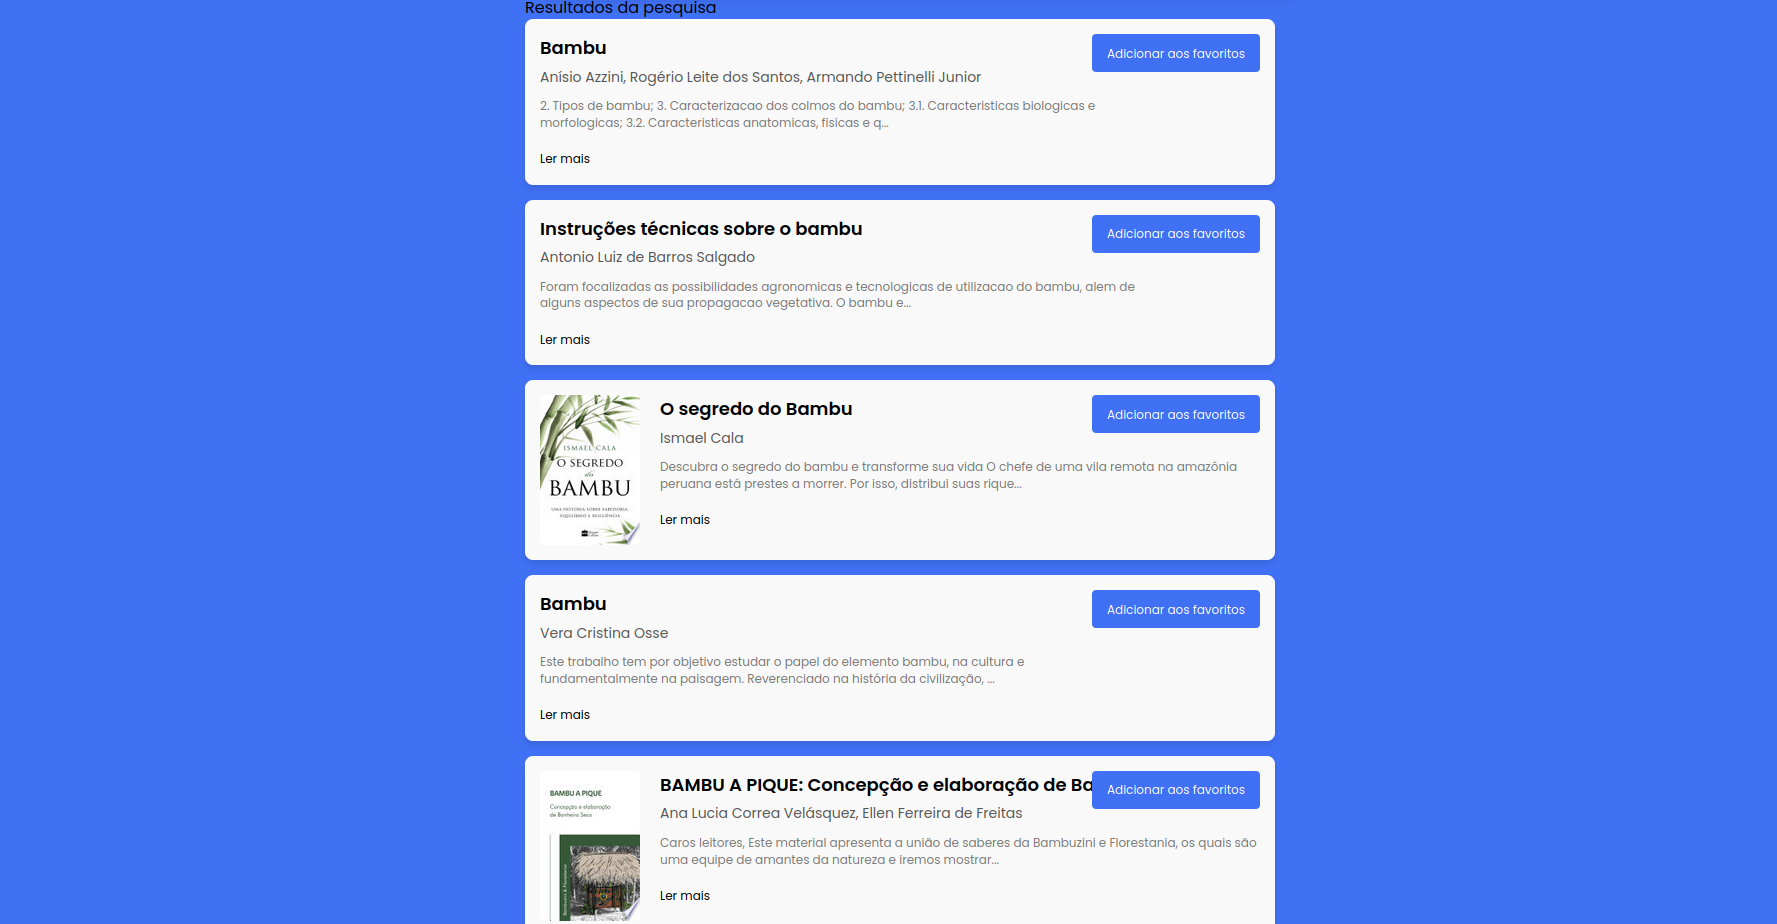 Resultados da pesquisa
Bambu
Adicionar aos favoritos
Anísio Azzini, Rogério Leite dos Santos, Armando Pettinelli Junior
2. Tipos de bambu; 3. Caracterizacao dos colmos do bambu; 3.1. Caracteristicas biologicas e
morfologicas; 3.2. Caracteristicas anatomicas, fisicas e q...
Ler mais
Instruções técnicas sobre o bambu
Adicionar aos favoritos
Antonio Luiz de Barros Salgado
Foram focalizadas as possibilidades agronomicas e tecnologicas de utilizacao do bambu, alem de
alguns aspectos de sua propagacao vegetativa. O bambu e...
Ler mais
ISMAEL CALA
O SEGREDO
do
BAMBU
UMA HISTÓRIA SOBRE SABEDORIA,
EQUILÍBRIO E RESILIÊNCIA
O segredo do Bambu
Adicionar aos favoritos
Ismael Cala
Descubra o segredo do bambu e transforme sua vida O chefe de uma vila remota na amazônia
peruana está prestes a morrer. Por isso, distribui suas rique...
Ler mais
Bambu
Adicionar aos favoritos
Vera Cristina Osse
Este trabalho tem por objetivo estudar o papel do elemento bambu, na cultura e
fundamentalmente na paisagem. Reverenciado na história da civilização, ...
Ler mais
BAMBU A PIQUE
Concepção e elaboração
de Banheiro Seco
Bambuzini & Florestania
BAMBU A PIQUE: Concepção e elaboração de Ba
Adicionar aos favoritos
Ana Lucia Correa Velásquez, Ellen Ferreira de Freitas
Caros leitores, Este material apresenta a união de saberes da Bambuzini e Florestania, os quais são
uma equipe de amantes da natureza e iremos mostrar...
Ler mais